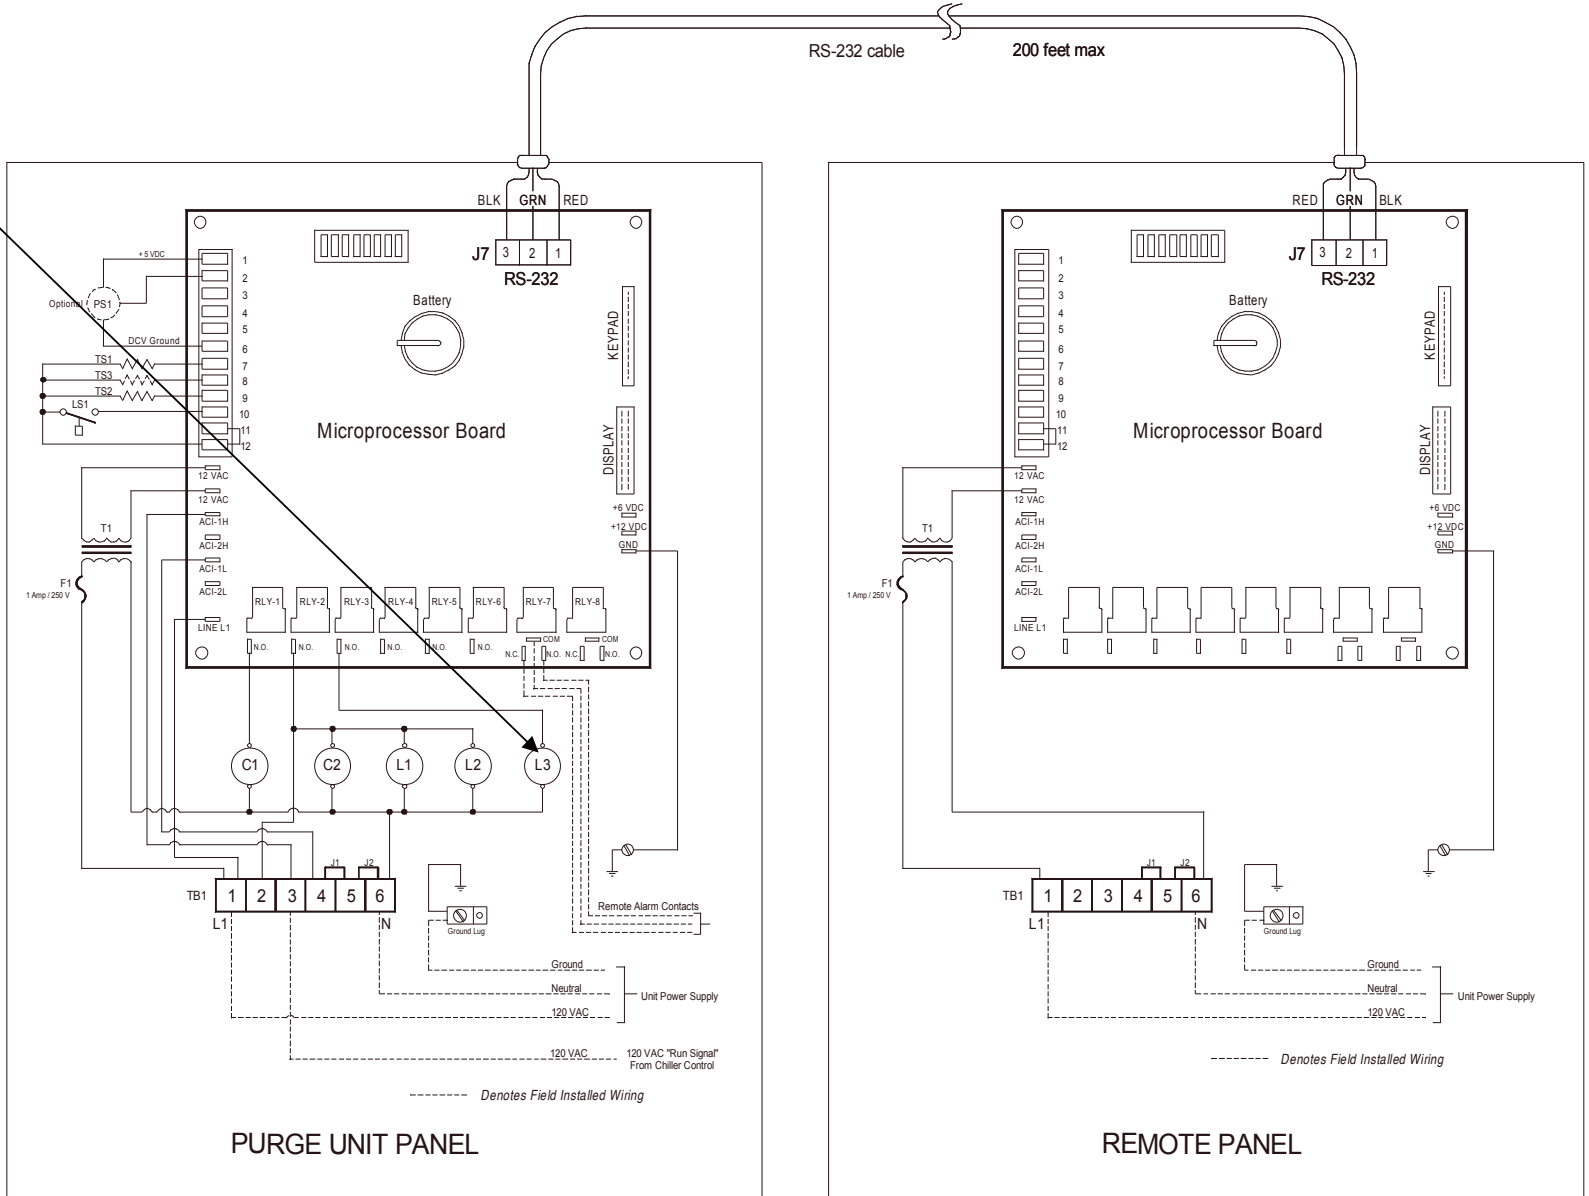 RS-232 cable 200 feet max
BLK GRN RED
J7 3 2 1
RS-232
+ 5 VDC
Optional PS1
DCV Ground
TS1
TS3
TS2
LS1
1
2
3
4
5
6
7
8
9
10
11
12
Battery
KEYPAD
Microprocessor Board
DISPLAY
12 VAC
12 VAC
ACI-1H
ACI-2H
ACI-1L
ACI-2L
LINE L1
+6 VDC
+12 VDC
GND
T1
F1
1 Amp / 250 V
RLY-1 RLY-2 RLY-3 RLY-4 RLY-5 RLY-6 RLY-7 RLY-8
COM COM
N.O. N.O. N.O. N.O. N.O. N.O. N.C. N.O. N.C. N.O.
C1 C2 L1 L2 L3
J1 J2
TB1 1 2 3 4 5 6
L1 N
Ground Lug
Remote Alarm Contacts
Ground
Neutral
Unit Power Supply
120 VAC
120 VAC 120 VAC "Run Signal"
From Chiller Control
Denotes Field Installed Wiring
PURGE UNIT PANEL
RED GRN BLK
J7 3 2 1
RS-232
1
2
3
4
5
6
7
8
9
10
11
12
Battery
KEYPAD
Microprocessor Board
DISPLAY
12 VAC
12 VAC
ACI-1H
ACI-2H
ACI-1L
ACI-2L
LINE L1
+6 VDC
+12 VDC
GND
T1
F1
1 Amp / 250 V
J1 J2
TB1 1 2 3 4 5 6
L1 N
Ground Lug
Ground
Neutral
Unit Power Supply
120 VAC
Denotes Field Installed Wiring
REMOTE PANEL